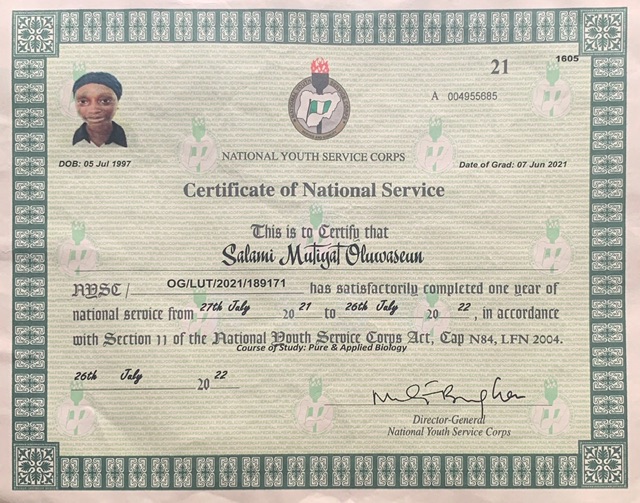 1605
21
A 004955685
DOB: 05 Jul 1997
NATIONAL YOUTH SERVICE CORPS
Date of Grad: 07 Jun 2021
Certificate of National Service
This is to Certify that
Salami Mutiyat Oluwaseun
NYSC/ OG/LUT/2021/189171 has satisfactorily completed one year of
national service from 27th July 20 21 to 26th July 20 22, in accordance
with Section 11 of the National Youth Service Corps Act, Cap N84, LFN 2004.
Course of Study: Pure & Applied Biology
26th July 20 22
Director-General
National Youth Service Corps